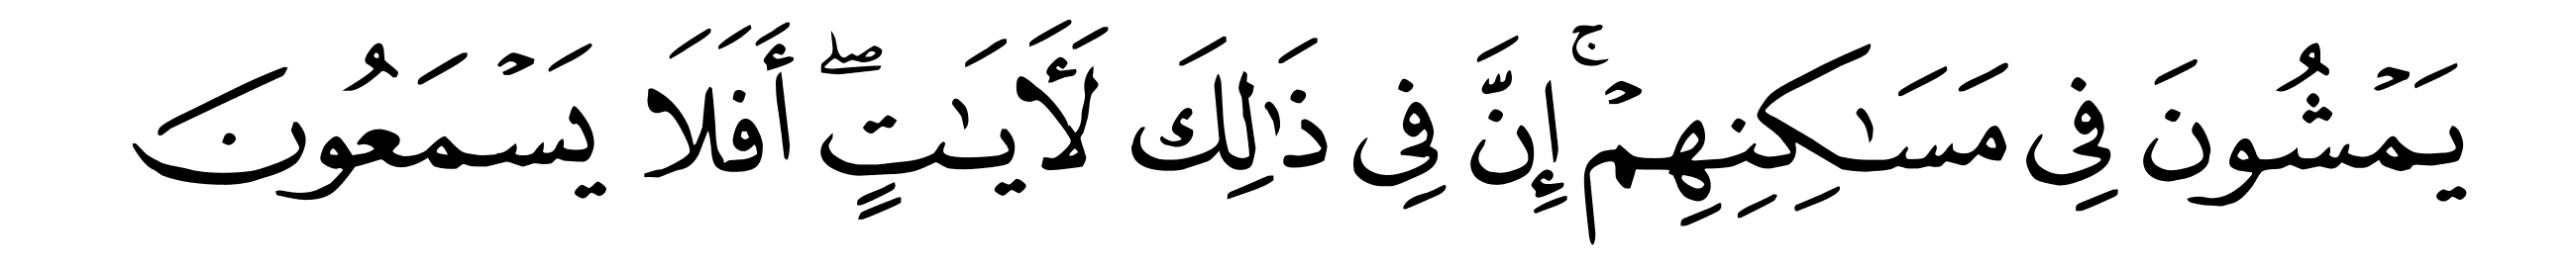 يَمۡشُونَ فِي مَسَٰكِنِهِمۡۚ إِنَّ فِي ذَٰلِكَ لَأٓيَٰتٍۖ أَفَلَا يَسۡمَعُونَ